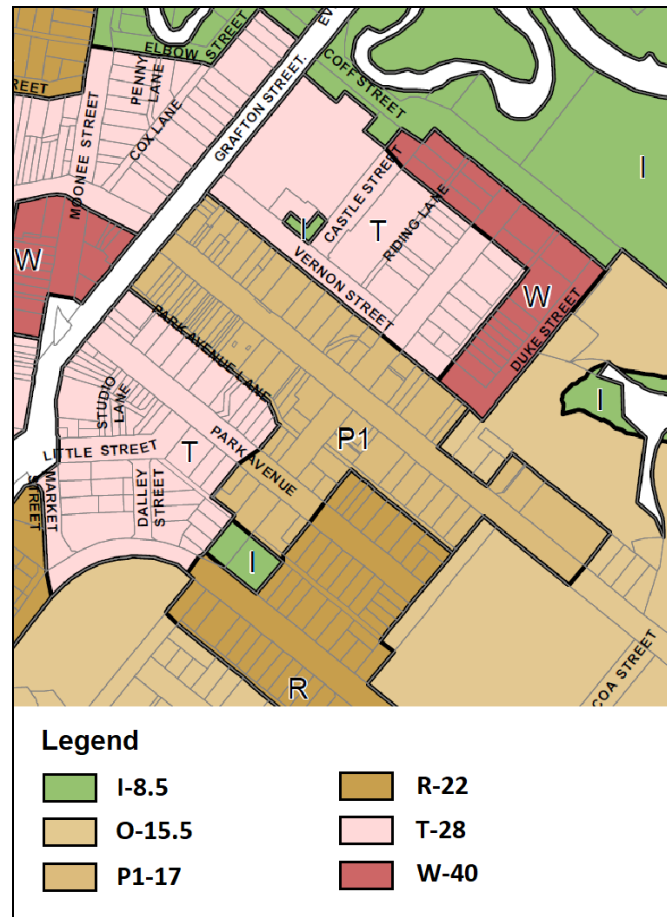 ELBOW STREET
EV
REET
PENNY LANE
COFF STREET
GRAFTON STREET.
MOONEE STREET
COX LANE
I
CASTLE STREET
RIDING LANE
I
T
W
VERNON STREET
W
DUKE STREET
PARK AVENUE LANE
I
STUDIO LANE
P1
LITTLE STREET
T
PARK AVENUE
MARKET
STREET
DALLEY STREET
I
R
COA STREET
Legend
I-8.5
R-22
O-15.5
T-28
P1-17
W-40